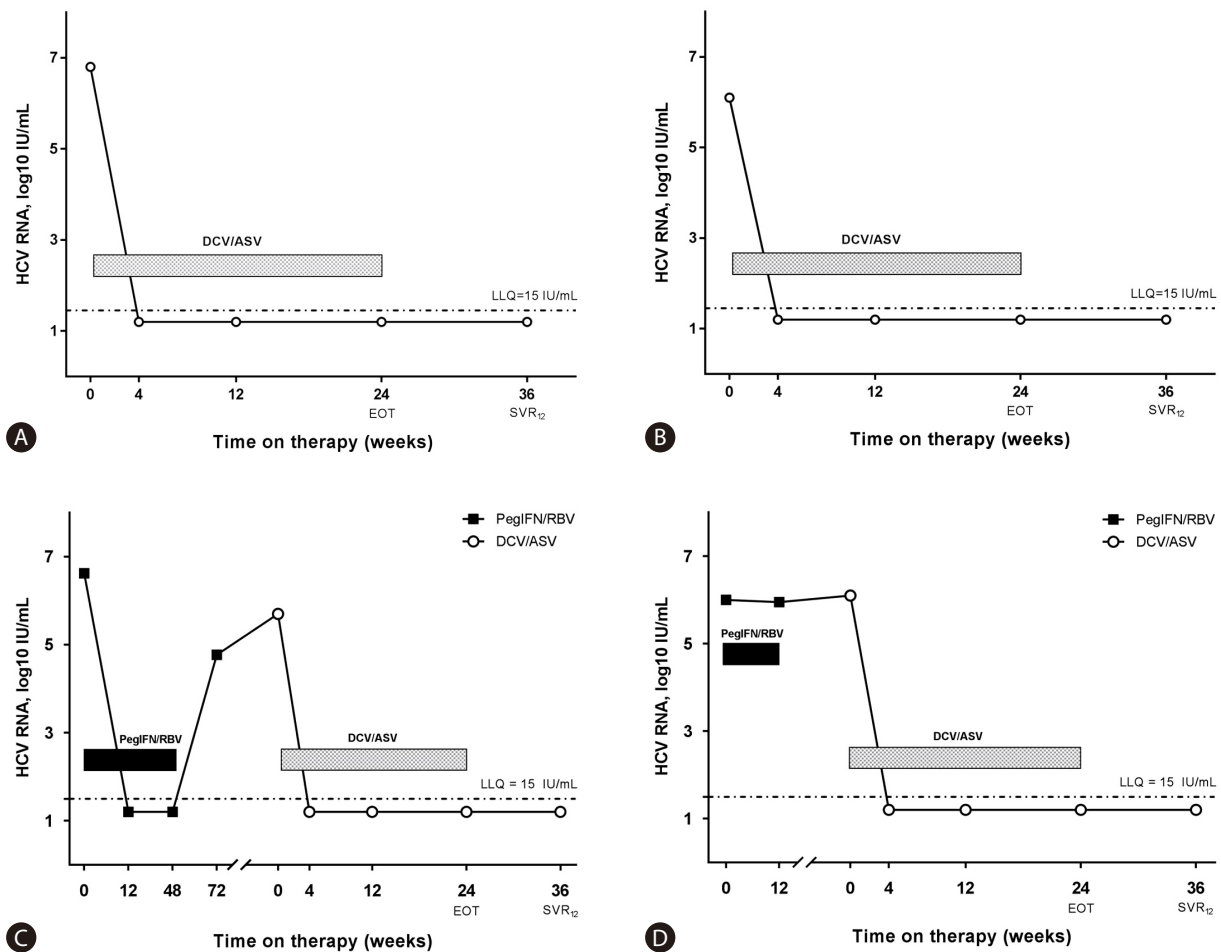 HCV RNA, log10 IU/mL
7
5
3
1
DCV/ASV
LLQ=15 IU/mL
0 4 12 24 36
EOT SVR12
Time on therapy (weeks)
A
HCV RNA, log10 IU/mL
7
5
3
1
DCV/ASV
LLQ=15 IU/mL
0 4 12 24 36
EOT SVR12
Time on therapy (weeks)
B
PegIFN/RBV
DCV/ASV
HCV RNA, log10 IU/mL
7
5
3
1
PegIFN/RBV
DCV/ASV
LLQ = 15 IU/mL
0 12 48 72 0 4 12 24 36
EOT SVR12
Time on therapy (weeks)
C
PegIFN/RBV
DCV/ASV
HCV RNA, log10 IU/mL
7
5
3
1
PegIFN/RBV
DCV/ASV
LLQ = 15 IU/mL
0 12 0 4 12 24 36
EOT SVR12
Time on therapy (weeks)
D